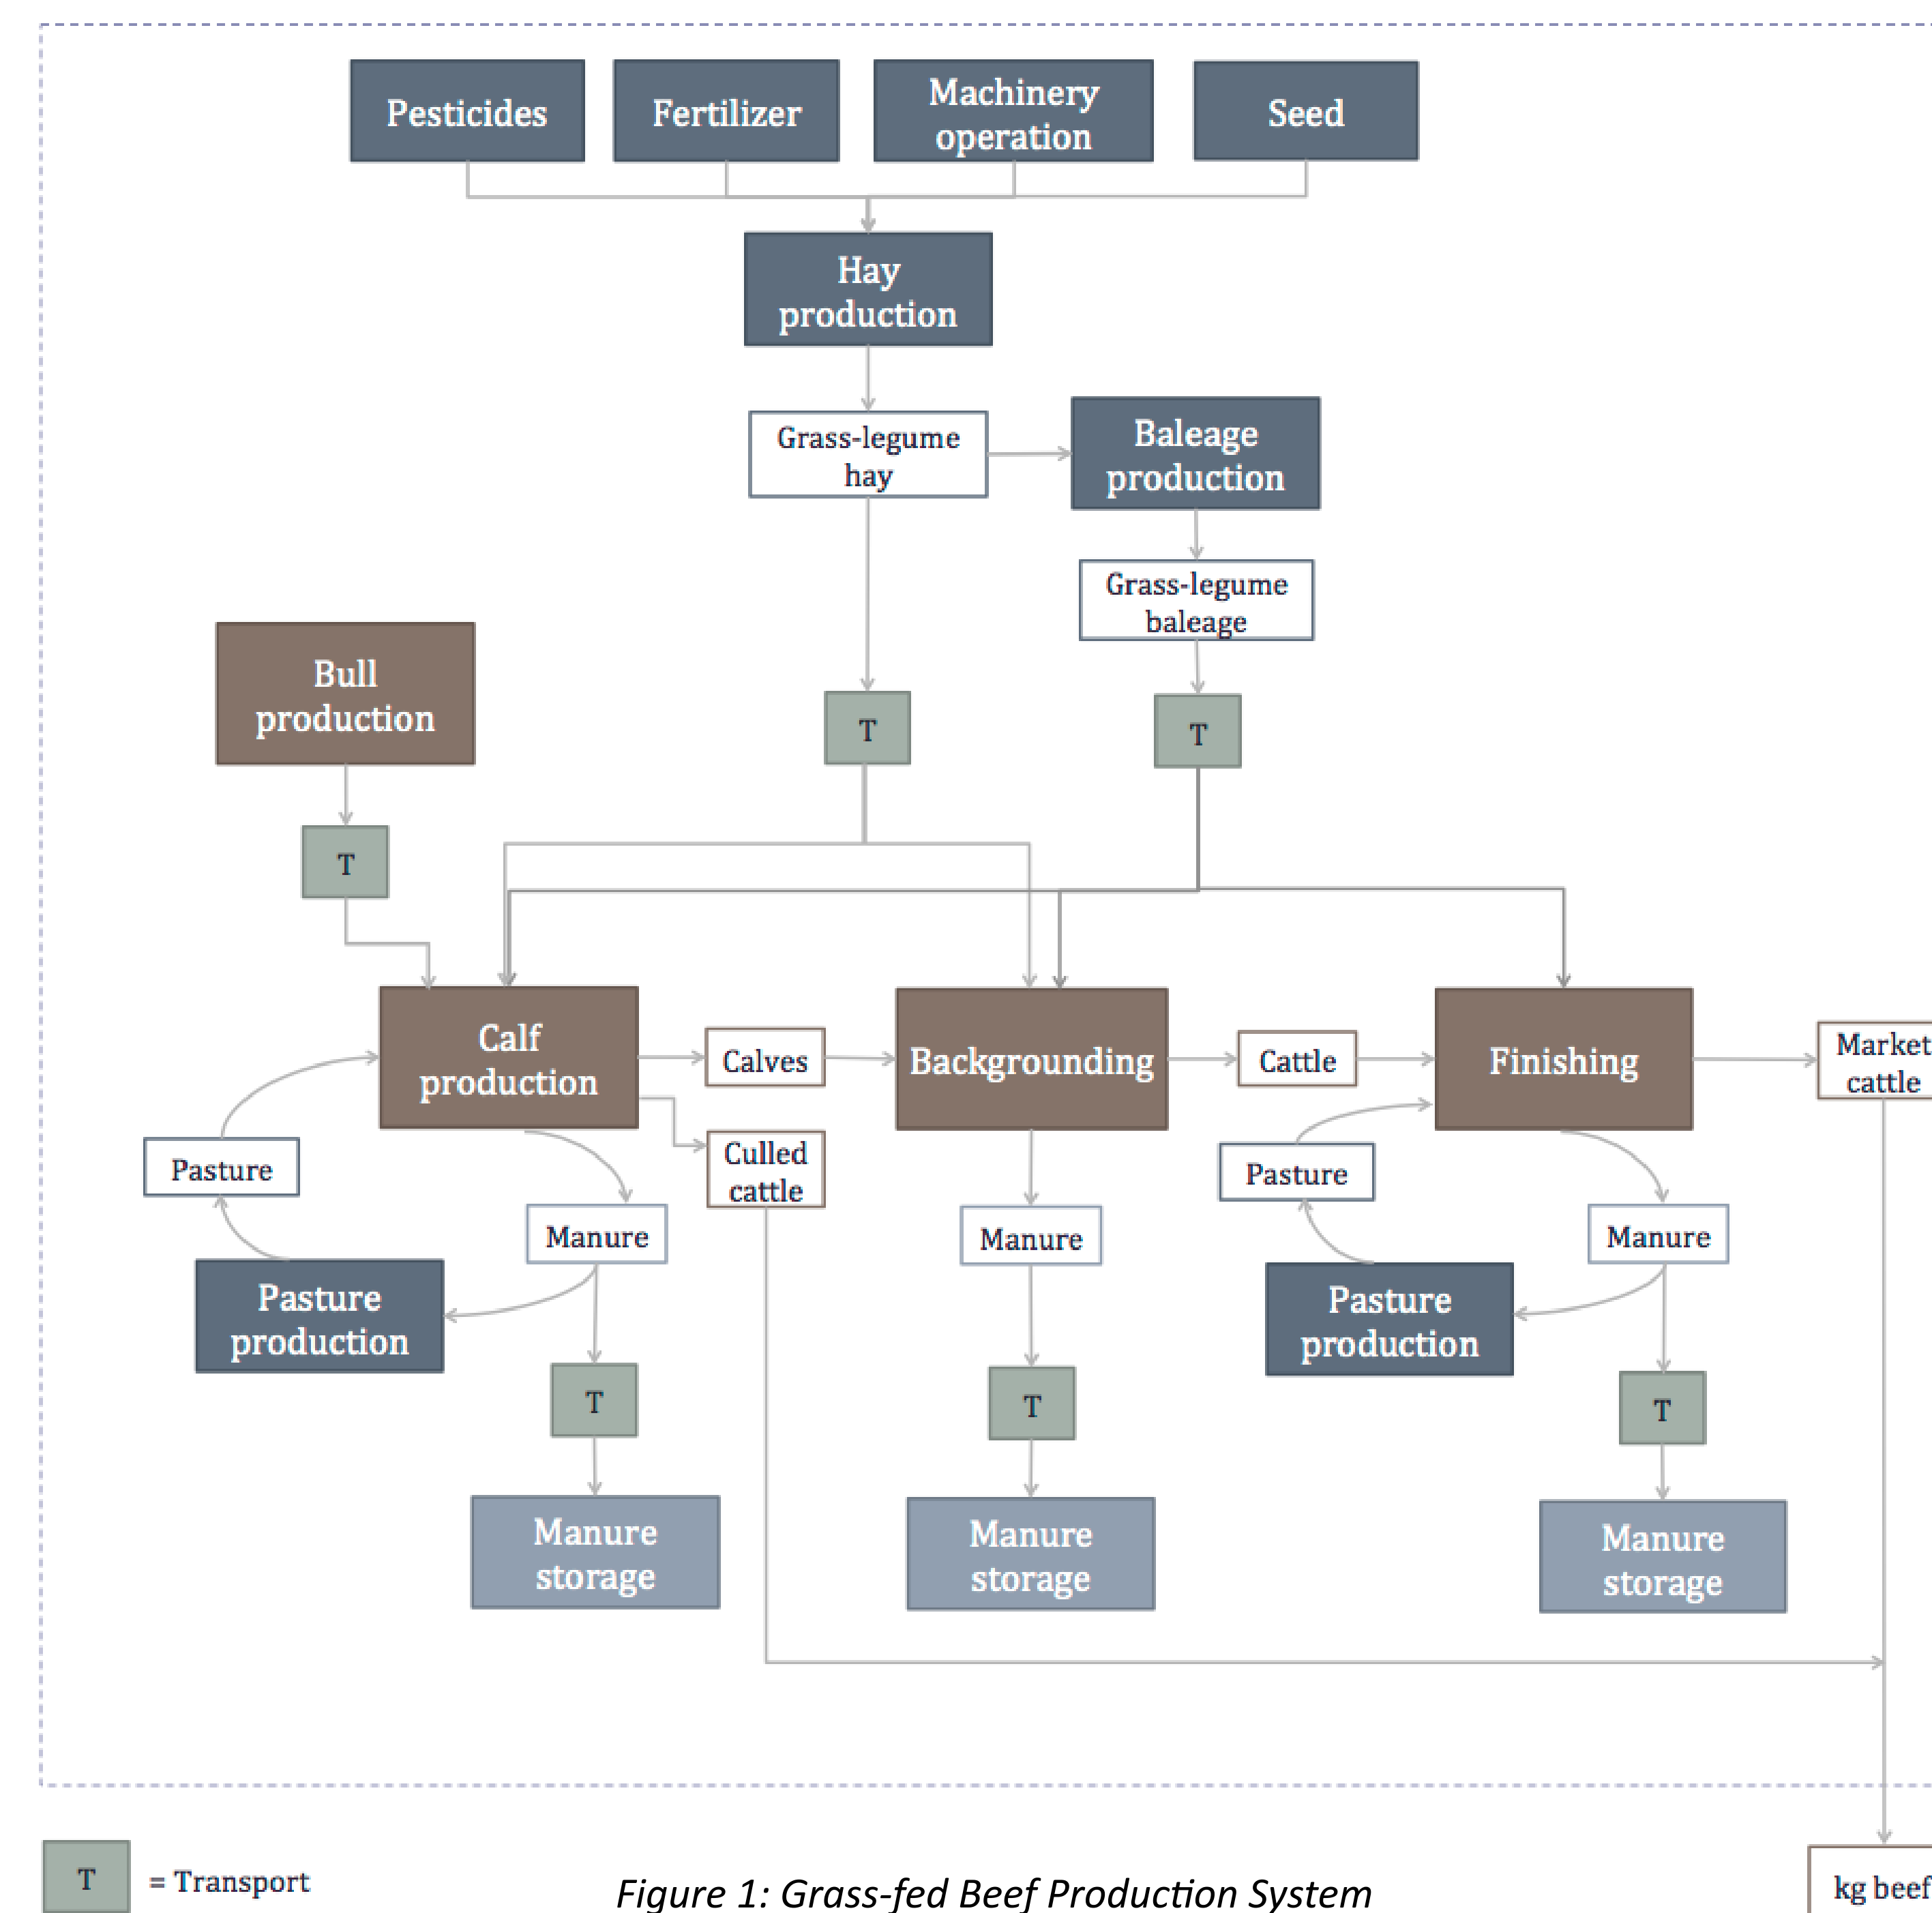 Pesticides
Fertilizer
Machinery
operation
Seed
Hay
production
Grass-legume
hay
Baleage
production
Grass-legume
baleage
Bull
production
T
T
T
Calf
production
Calves
Backgrounding
Cattle
Finishing
Market
cattle
Culled
cattle
Pasture
Manure
Pasture
production
T
Manure
storage
Manure
T
Manure
storage
Pasture
Manure
Pasture
production
T
Manure
storage
T
= Transport
Figure 1: Grass-fed Beef Production System
kg beef